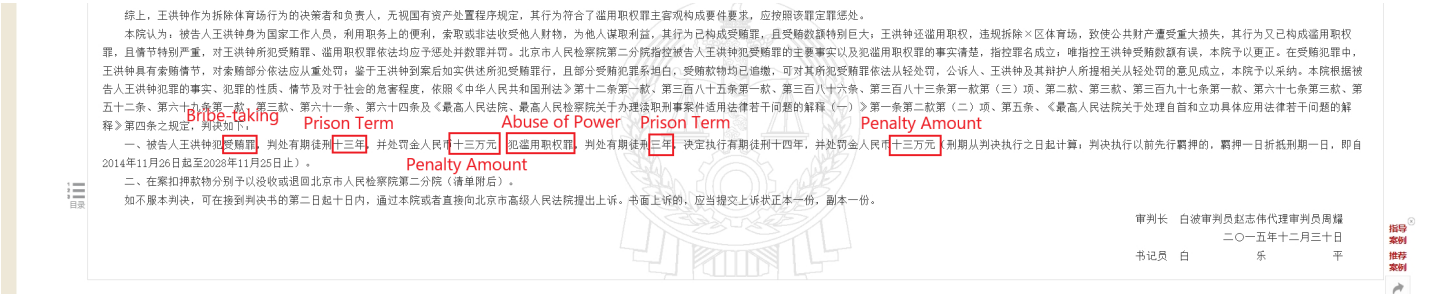 综上，王洪钟作为拆除体育场行为的决策者和负责人，无视国有资产处置程序规定，其行为符合了滥用职权罪主客观构成要件要求，应按照该罪定罪惩处。
本院认为：被告人王洪钟身为国家工作人员，利用职务上的便利，索取或非法收受他人财物，为他人谋取利益，其行为已构成受贿罪，且受贿数额特别巨大；王洪钟还滥用职权，违规拆除×区体育场，致使公共财产遭受重大损失，其行为又已构成滥用职权
罪，且情节特别严重，对王洪钟所犯受贿罪、滥用职权罪依法均应予惩处并数罪并罚。北京市人民检察院第二分院指控被告人王洪钟犯受贿罪的主要事实以及犯滥用职权罪的事实清楚，指控罪名成立；唯指控王洪钟受贿数额有误，本院予以更正。在受贿犯罪中，
王洪钟具有索贿情节，对索贿部分依法应从重处罚；鉴于王洪钟到案后如实供述所犯受贿罪行，且部分受贿犯罪系坦白，受贿款物均已追缴，可对其所犯受贿罪依法从轻处罚，公诉人、王洪钟及其辩护人所提相关从轻处罚的意见成立，本院予以采纳。本院根据被
告人王洪钟犯罪的事实、犯罪的性质、情节及对于社会的危害程度，依照《中华人民共和国刑法》第十二条第一款、第三百八十五条第一款、第三百八十六条、第三百八十三条第一款第（三）项、第二款、第三款、第三百九十七条第一款、第六十七条第三款、第
五十二条、第六十九条第一款、第三款、第六十一条、第六十四条及《最高人民法院、最高人民检察院关于办理渎职刑事案件适用法律若干问题的解释（一）》第一条第二款第（二）项、第五条、《最高人民法院关于处理自首和立功具体应用法律若干问题的解
释》第四条之规定，判决如下：
Bribe-taking
Prison Term
Abuse of Power
Prison Term
Penalty Amount
一、被告人王洪钟犯受贿罪，判处有期徒刑十三年，并处罚金人民币十三万元，犯滥用职权罪，判处有期徒刑三年，决定执行有期徒刑十四年，并处罚金人民币十三万元（刑期从判决执行之日起计算；判决执行以前先行羁押的，羁押一日折抵刑期一日，即自
Penalty Amount
2014年11月26日起至2028年11月25日止）。
二、在案扣押款物分别予以没收或退回北京市人民检察院第二分院（清单附后）。
如不服本判决，可在接到判决书的第二日起十日内，通过本院或者直接向北京市高级人民法院提出上诉。书面上诉的，应当提交上诉状正本一份，副本一份。
目录
审判长 白波审判员赵志伟代理审判员周耀
二〇一五年十二月三十日
书记员 白 乐 平
指导
案例
推荐
案例